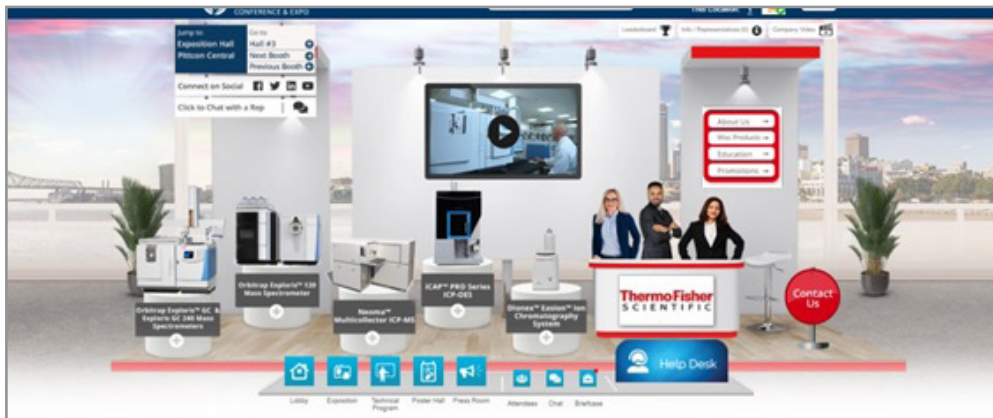 CONFERENCE & EXPO
This Location:
Jump to
Exposition Hall
Pittcon Central
Go to
Hall #3
Next Booth
Previous Booth
Connect on Social
Click to Chat with a Rep
Leaderboard
Info / Representatives
Company Video
About Us
Misc Products
Education
Promotions
Orbitrap Exploris™ GC &
Exploris GC 240 Mass
Spectrometers
Orbitrap Exploris™ 120
Mass Spectrometer
Neoma™
Multicollector ICP-MS
iCAP™ PRO Series
ICP-OES
Dionex™ Easion™ Ion
Chromatography
System
ThermoFisher
SCIENTIFIC
Contact
Us
Help Desk
Lobby
Exposition
Technical
Program
Poster Hall
Press Room
Attendees
Chat
Briefcase